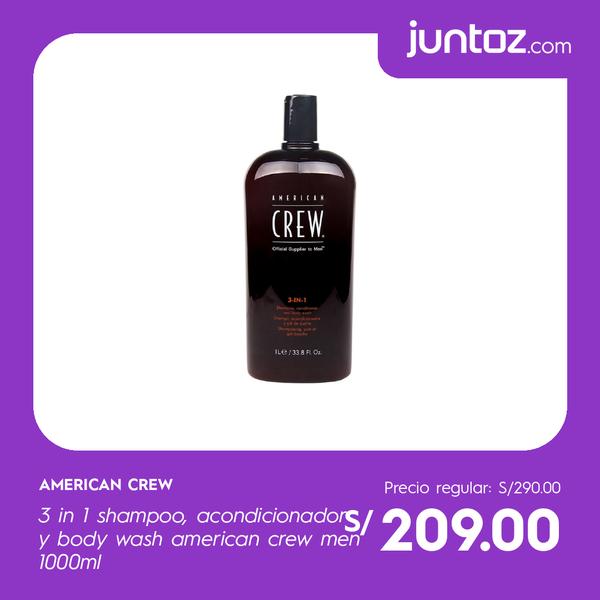 juntoz.com
AMERICAN
CREW
Official Supplier to Men
3-IN-1
1L℮ / 33.8 Fl. Oz.
AMERICAN CREW
3 in 1 shampoo, acondicionador
y body wash american crew men
1000ml
Precio regular: S/290.00
S/ 209.00